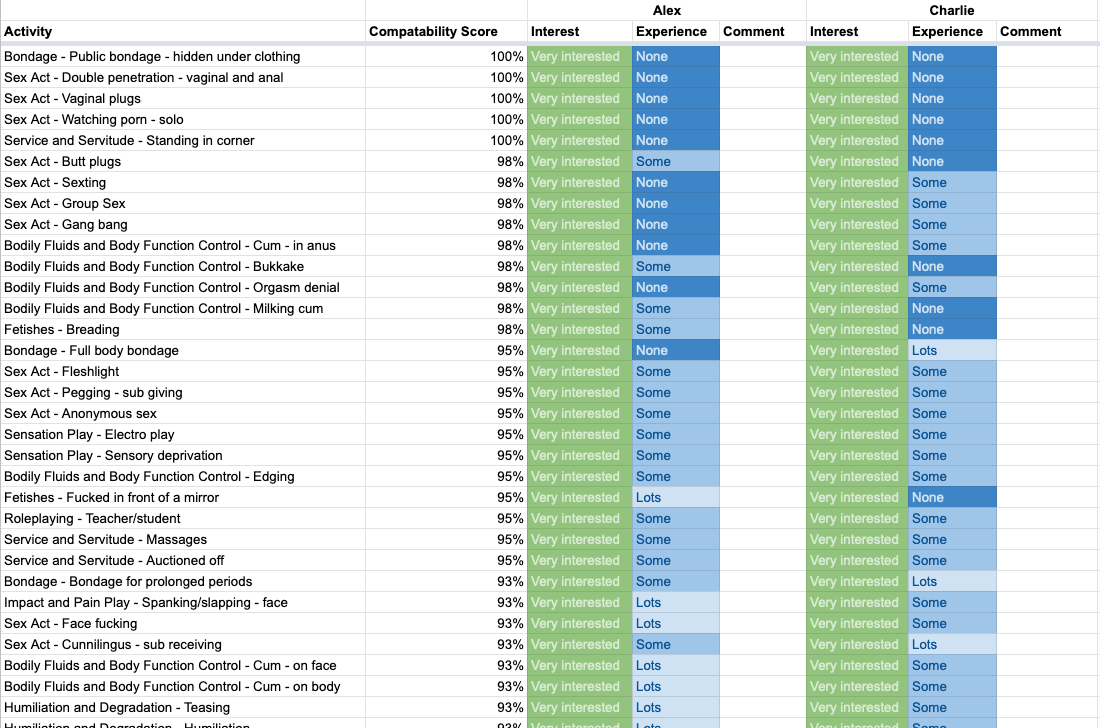 Alex Charlie
Activity Compatability Score Interest Experience Comment Interest Experience Comment
Bondage - Public bondage - hidden under clothing 100% Very interested None Very interested None
Sex Act - Double penetration - vaginal and anal 100% Very interested None Very interested None
Sex Act - Vaginal plugs 100% Very interested None Very interested None
Sex Act - Watching porn - solo 100% Very interested None Very interested None
Service and Servitude - Standing in corner 100% Very interested None Very interested None
Sex Act - Butt plugs 98% Very interested Some Very interested None
Sex Act - Sexting 98% Very interested None Very interested Some
Sex Act - Group Sex 98% Very interested None Very interested Some
Sex Act - Gang bang 98% Very interested None Very interested Some
Bodily Fluids and Body Function Control - Cum - in anus 98% Very interested None Very interested Some
Bodily Fluids and Body Function Control - Bukkake 98% Very interested Some Very interested None
Bodily Fluids and Body Function Control - Orgasm denial 98% Very interested None Very interested Some
Bodily Fluids and Body Function Control - Milking cum 98% Very interested Some Very interested None
Fetishes - Breading 98% Very interested Some Very interested None
Bondage - Full body bondage 95% Very interested None Very interested Lots
Sex Act - Fleshlight 95% Very interested Some Very interested Some
Sex Act - Pegging - sub giving 95% Very interested Some Very interested Some
Sex Act - Anonymous sex 95% Very interested Some Very interested Some
Sensation Play - Electro play 95% Very interested Some Very interested Some
Sensation Play - Sensory deprivation 95% Very interested Some Very interested Some
Bodily Fluids and Body Function Control - Edging 95% Very interested Some Very interested Some
Fetishes - Fucked in front of a mirror 95% Very interested Lots Very interested None
Roleplaying - Teacher/student 95% Very interested Some Very interested Some
Service and Servitude - Massages 95% Very interested Some Very interested Some
Service and Servitude - Auctioned off 95% Very interested Some Very interested Some
Bondage - Bondage for prolonged periods 93% Very interested Some Very interested Lots
Impact and Pain Play - Spanking/slapping - face 93% Very interested Lots Very interested Some
Sex Act - Face fucking 93% Very interested Lots Very interested Some
Sex Act - Cunnilingus - sub receiving 93% Very interested Some Very interested Lots
Bodily Fluids and Body Function Control - Cum - on face 93% Very interested Lots Very interested Some
Bodily Fluids and Body Function Control - Cum - on body 93% Very interested Lots Very interested Some
Humiliation and Degradation - Teasing 93% Very interested Lots Very interested Some
Humiliation and Degradation - Humiliation 93% Very interested Lots Very interested Some